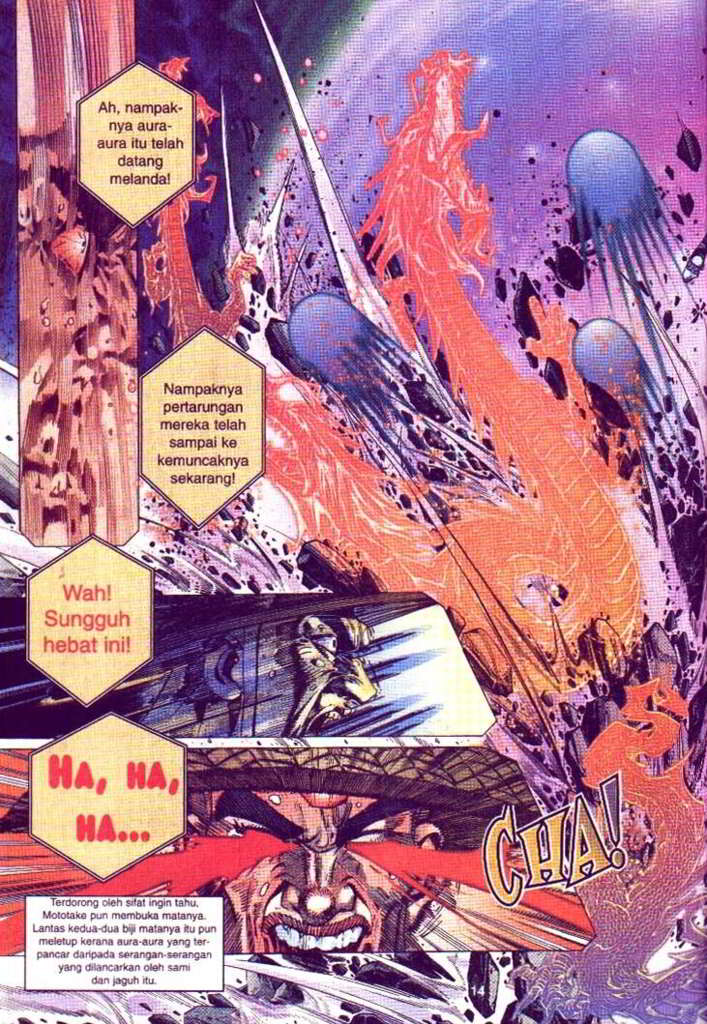 Ah, nampak-
nya aura-
aura itu telah
datang
melanda!
Nampaknya
pertarungan
mereka telah
sampai ke
kemuncaknya
sekarang!
Wah!
Sungguh
hebat ini!
HA, HA,
HA...
CHA!
Terdorong oleh sifat ingin tahu,
Mototake pun membuka matanya.
Lantas kedua-dua biji matanya itu pun
meletup kerana aura-aura yang ter-
pancar daripada serangan-serangan
yang dilancarkan oleh sami
dan jaguh itu.
14